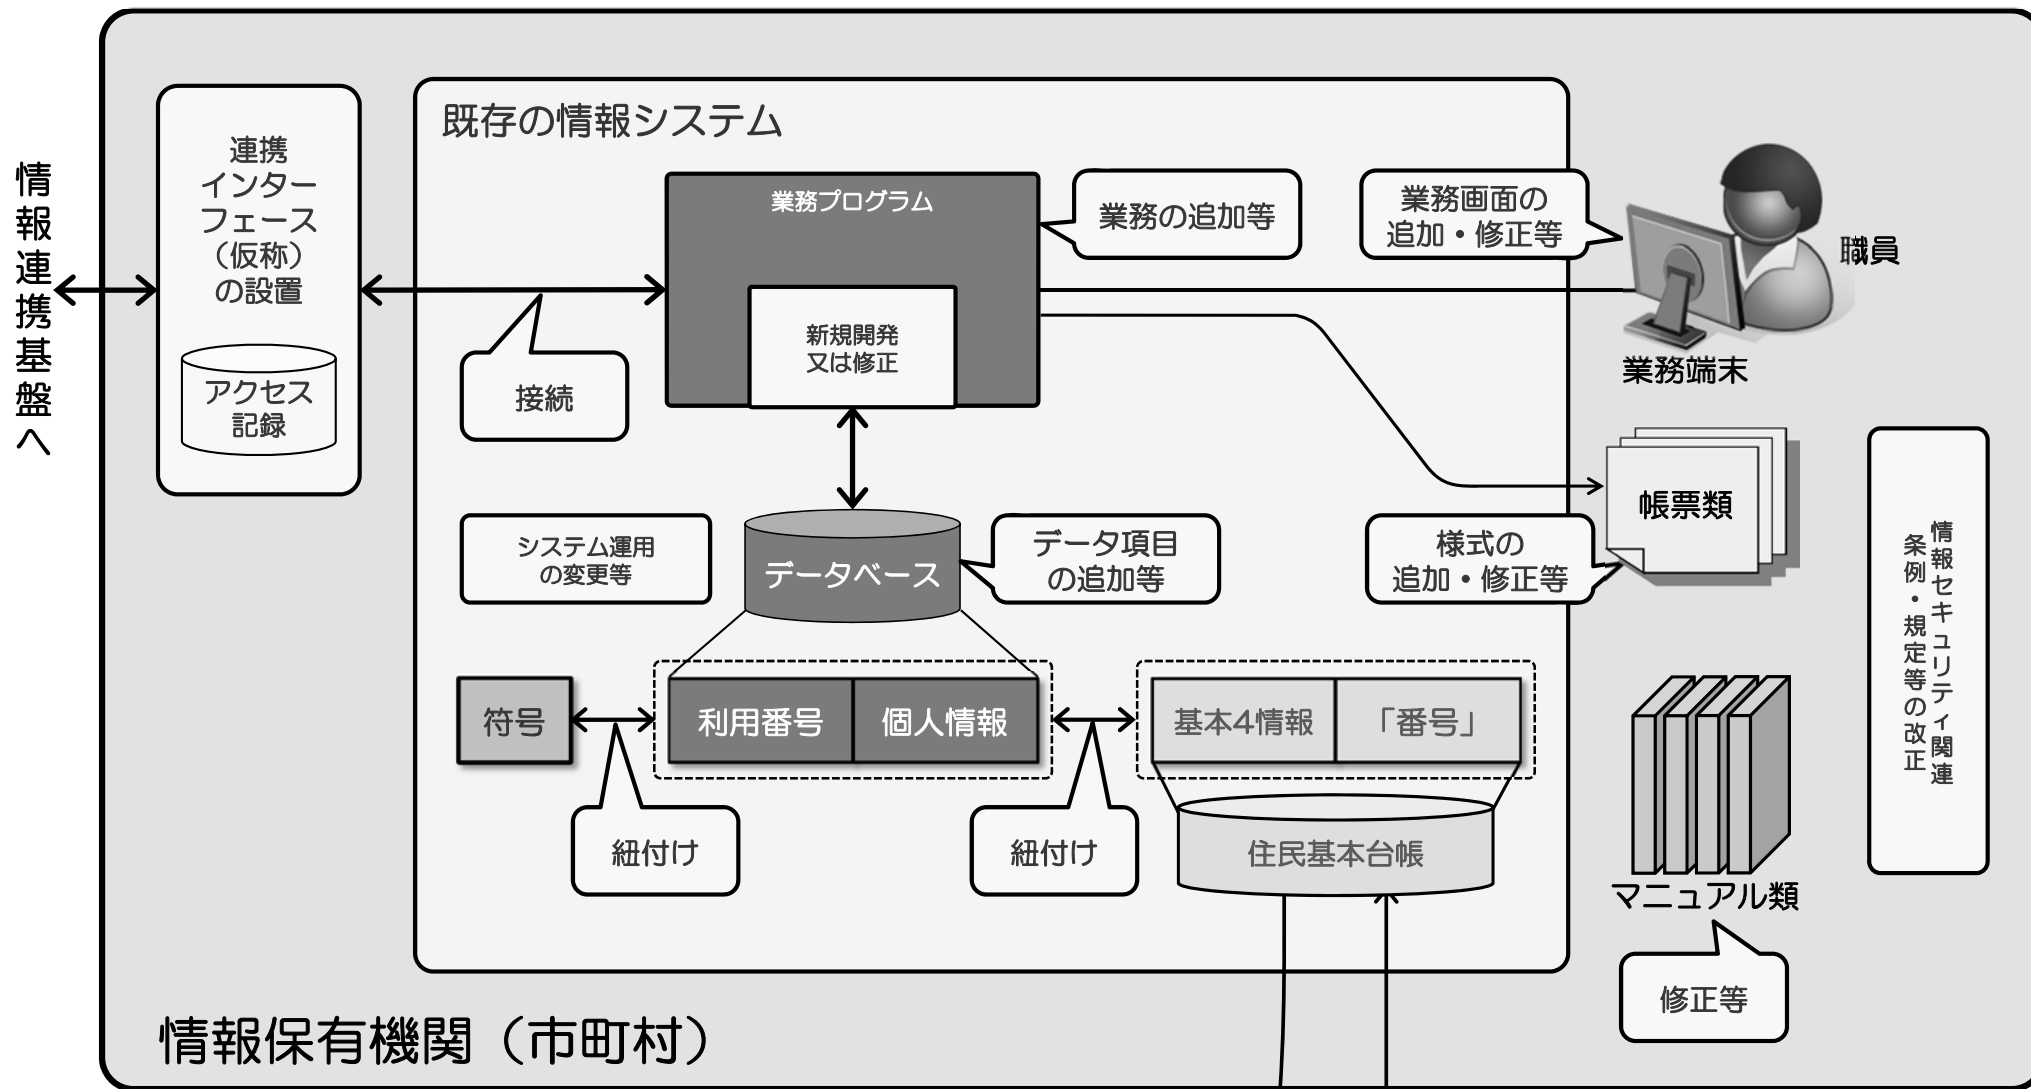 情報連携基盤へ
連携
インター
フェース
（仮称）
の設置
アクセス
記録
既存の情報システム
業務プログラム
新規開発
又は修正
業務の追加等
業務画面の
追加・修正等
職員
業務端末
接続
帳票類
システム運用
の変更等
データベース
データ項目
の追加等
様式の
追加・修正等
情報セキュリティ関連
条例・規定等の改正
符号
利用番号
個人情報
基本4情報
「番号」
紐付け
紐付け
住民基本台帳
マニュアル類
修正等
情報保有機関（市町村）